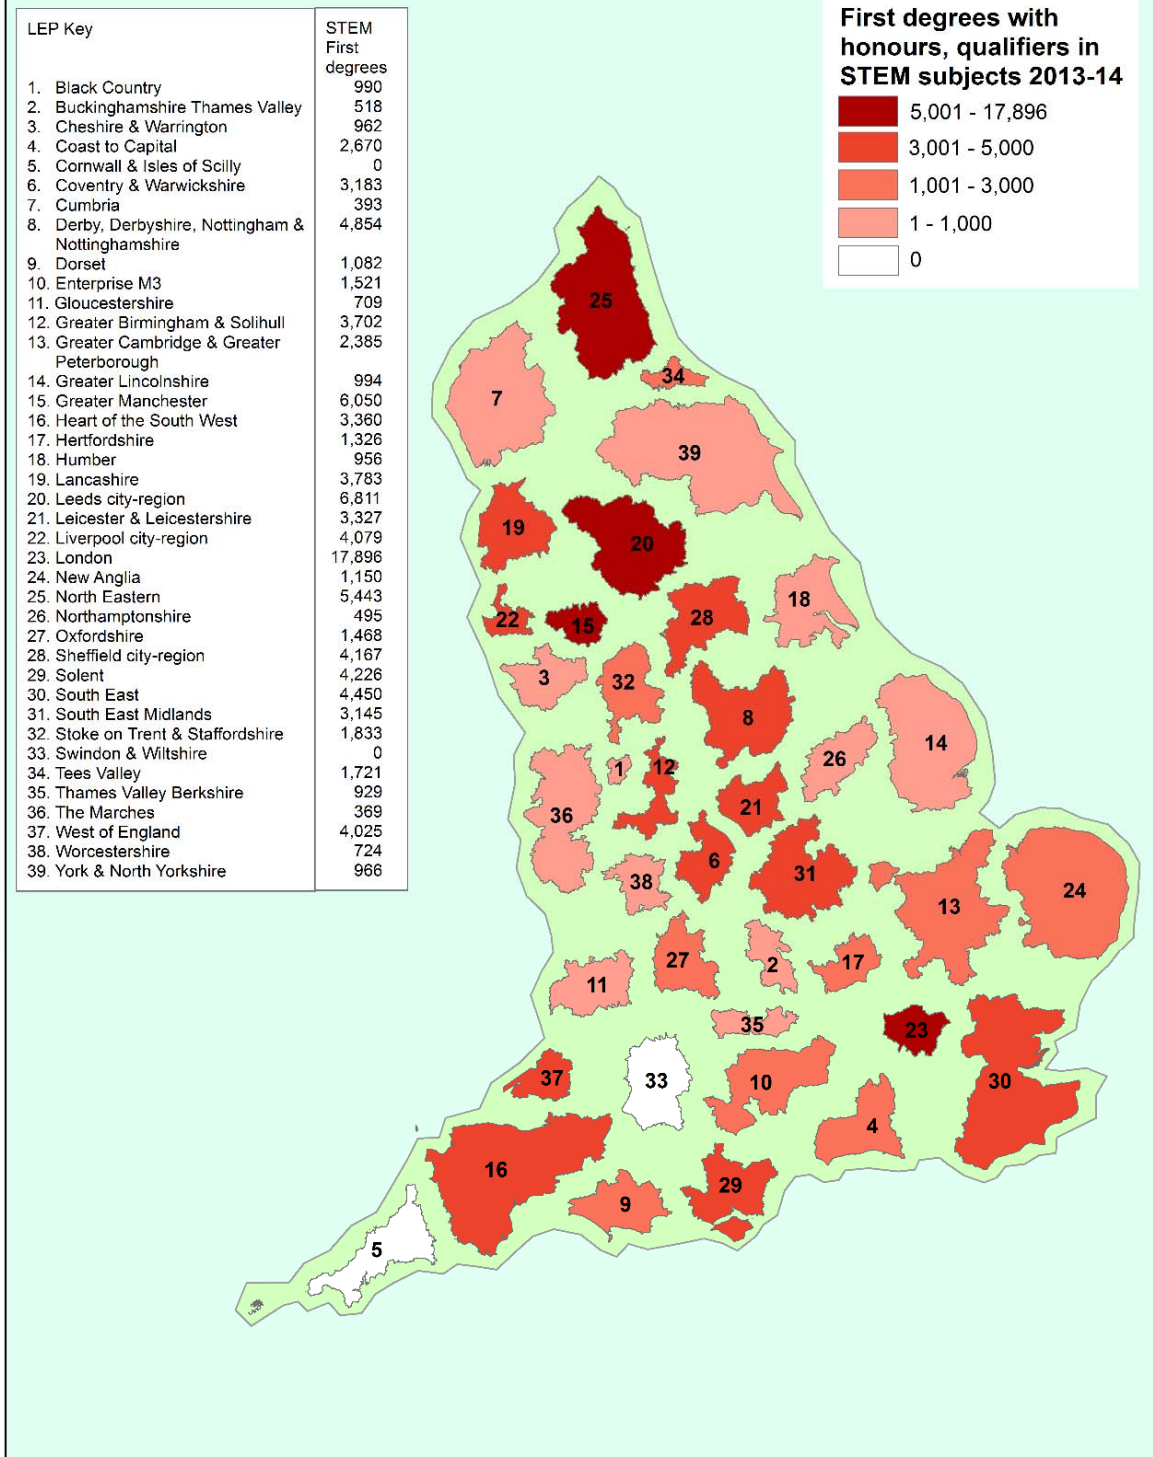 LEP Key STEM
First
degrees
1. Black Country 990
2. Buckinghamshire Thames Valley 518
3. Cheshire & Warrington 962
4. Coast to Capital 2,670
5. Cornwall & Isles of Scilly 0
6. Coventry & Warwickshire 3,183
7. Cumbria 393
8. Derby, Derbyshire, Nottingham & 4,854
Nottinghamshire
9. Dorset 1,082
10. Enterprise M3 1,521
11. Gloucestershire 709
12. Greater Birmingham & Solihull 3,702
13. Greater Cambridge & Greater 2,385
Peterborough
14. Greater Lincolnshire 994
15. Greater Manchester 6,050
16. Heart of the South West 3,360
17. Hertfordshire 1,326
18. Humber 956
19. Lancashire 3,783
20. Leeds city-region 6,811
21. Leicester & Leicestershire 3,327
22. Liverpool city-region 4,079
23. London 17,896
24. New Anglia 1,150
25. North Eastern 5,443
26. Northamptonshire 495
27. Oxfordshire 1,468
28. Sheffield city-region 4,167
29. Solent 4,226
30. South East 4,450
31. South East Midlands 3,145
32. Stoke on Trent & Staffordshire 1,833
33. Swindon & Wiltshire 0
34. Tees Valley 1,721
35. Thames Valley Berkshire 929
36. The Marches 369
37. West of England 4,025
38. Worcestershire 724
39. York & North Yorkshire 966
First degrees with
honours, qualifiers in
STEM subjects 2013-14
5,001 - 17,896
3,001 - 5,000
1,001 - 3,000
1 - 1,000
0
25
34
7
39
19
20
18
22
15
28
3
32
8
14
26
1
12
21
36
6
31
38
24
13
27
2
17
11
35
23
37
33
10
30
4
16
29
9
5